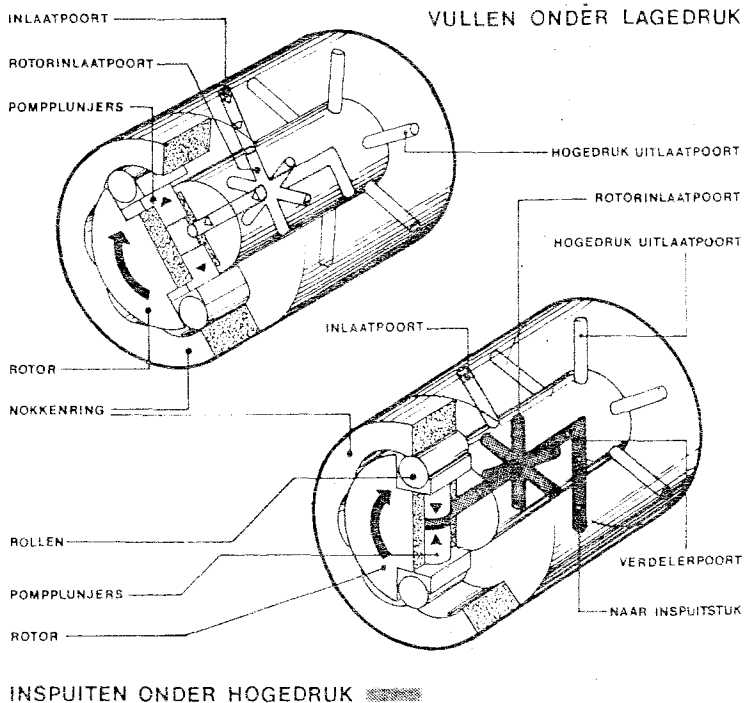 VULLEN ONDER LAGEDRUK
INLAATPOORT
ROTORINLAATPOORT
POMPPLUNJERS
HOGEDRUK UITLAATPOORT
ROTORINLAATPOORT
HOGEDRUK UITLAATPOORT
INLAATPOORT
ROTOR
NOKKENRING
ROLLEN
VERDELERPOORT
POMPPLUNJERS
NAAR INSPUITSTUK
ROTOR
INSPUITEN ONDER HOGEDRUK